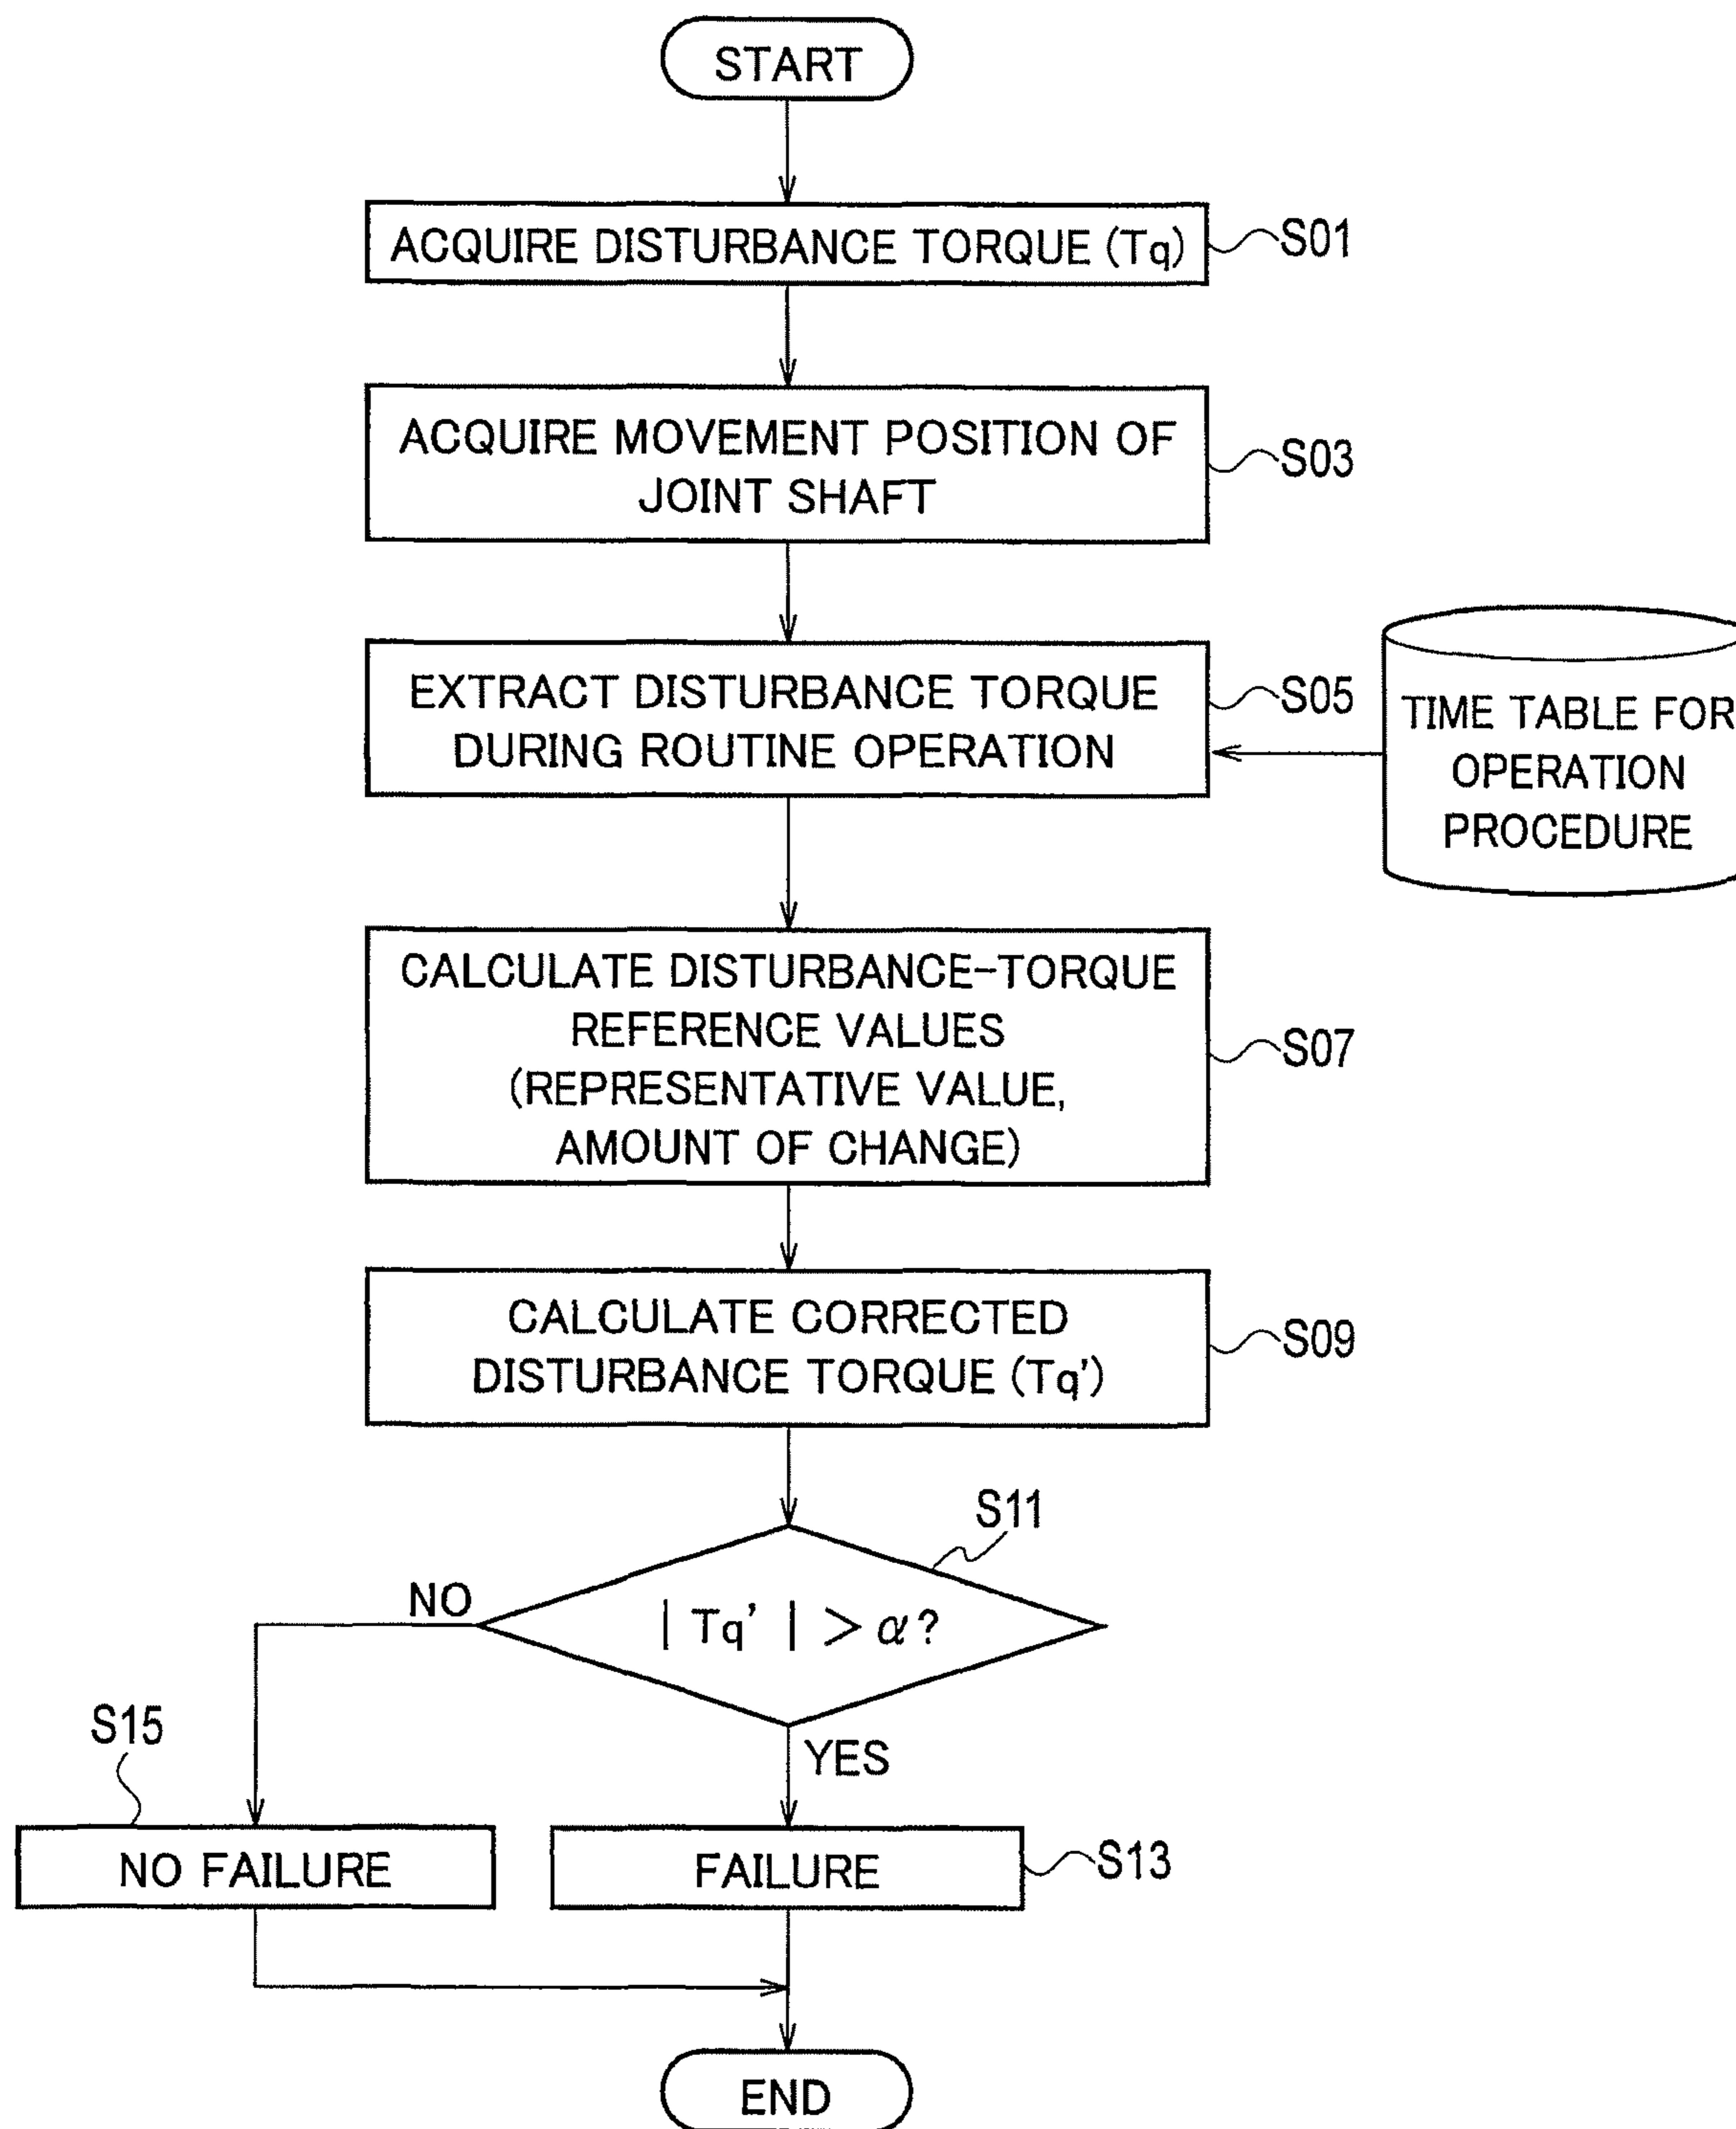 START
ACQUIRE DISTURBANCE TORQUE (Tq)
S01
ACQUIRE MOVEMENT POSITION OF
JOINT SHAFT
S03
EXTRACT DISTURBANCE TORQUE
DURING ROUTINE OPERATION
S05
TIME TABLE FOR
OPERATION
PROCEDURE
CALCULATE DISTURBANCE-TORQUE
REFERENCE VALUES
(REPRESENTATIVE VALUE,
AMOUNT OF CHANGE)
S07
CALCULATE CORRECTED
DISTURBANCE TORQUE (Tq')
S09
S11
| Tq' | > α?
NO
YES
S15
NO FAILURE
FAILURE
S13
END